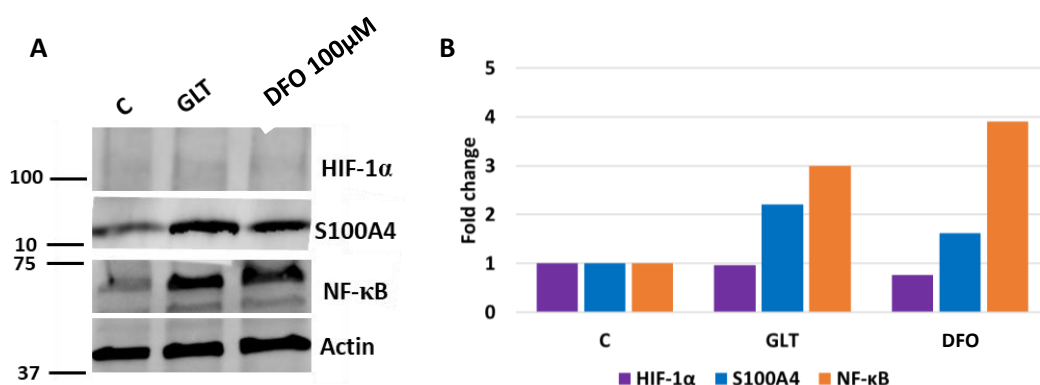 A
C
GLT
DFO 100μM
100
HIF-1α
S100A4
10
75
NF-κB
Actin
37
B
Fold change
5
4
3
2
1
0
C
GLT
DFO
HIF-1α
S100A4
NF-κB